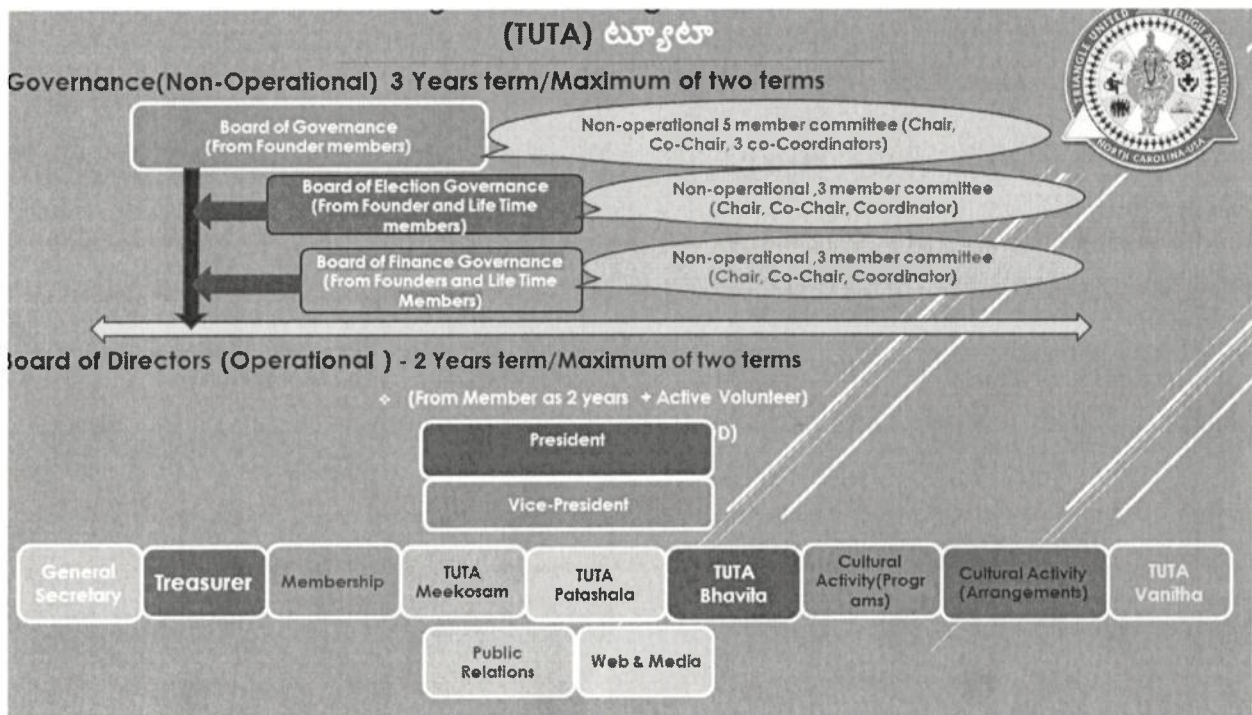 (TUTA) ట్యూటా
TRIANGLE UNITED TELUGU ASSOCIATION
NORTH CAROLINA-USA
Governance(Non-Operational) 3 Years term/Maximum of two terms
Board of Governance
(From Founder members)
Non-operational 5 member committee (Chair,
Co-Chair, 3 co-Coordinators)
Board of Election Governance
(From Founder and Life Time
members)
Non-operational ,3 member committee
(Chair, Co-Chair, Coordinator)
Board of Finance Governance
(From Founders and Life Time
Members)
Non-operational ,3 member committee
(Chair, Co-Chair, Coordinator)
Board of Directors (Operational ) - 2 Years term/Maximum of two terms
❖ (From Member as 2 years + Active Volunteer)
D)
President
Vice-President
General
Secretary
Treasurer
Membership
TUTA
Meekosam
TUTA
Patashala
TUTA
Bhavita
Cultural
Activity(Progr
ams)
Cultural Activity
(Arrangements)
TUTA
Vanitha
Public
Relations
Web & Media